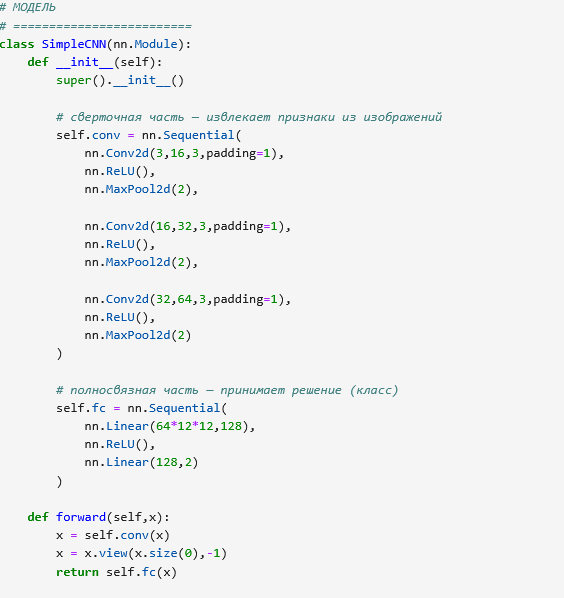 # МОДЕЛЬ
# =========================
class SimpleCNN(nn.Module):
    def __init__(self):
        super().__init__()

        # сверточная часть — извлекает признаки из изображений
        self.conv = nn.Sequential(
            nn.Conv2d(3,16,3,padding=1),
            nn.ReLU(),
            nn.MaxPool2d(2),

            nn.Conv2d(16,32,3,padding=1),
            nn.ReLU(),
            nn.MaxPool2d(2),

            nn.Conv2d(32,64,3,padding=1),
            nn.ReLU(),
            nn.MaxPool2d(2)
        )

        # полносвязная часть — принимает решение (класс)
        self.fc = nn.Sequential(
            nn.Linear(64*12*12,128),
            nn.ReLU(),
            nn.Linear(128,2)
        )

    def forward(self,x):
        x = self.conv(x)
        x = x.view(x.size(0),-1)
        return self.fc(x)